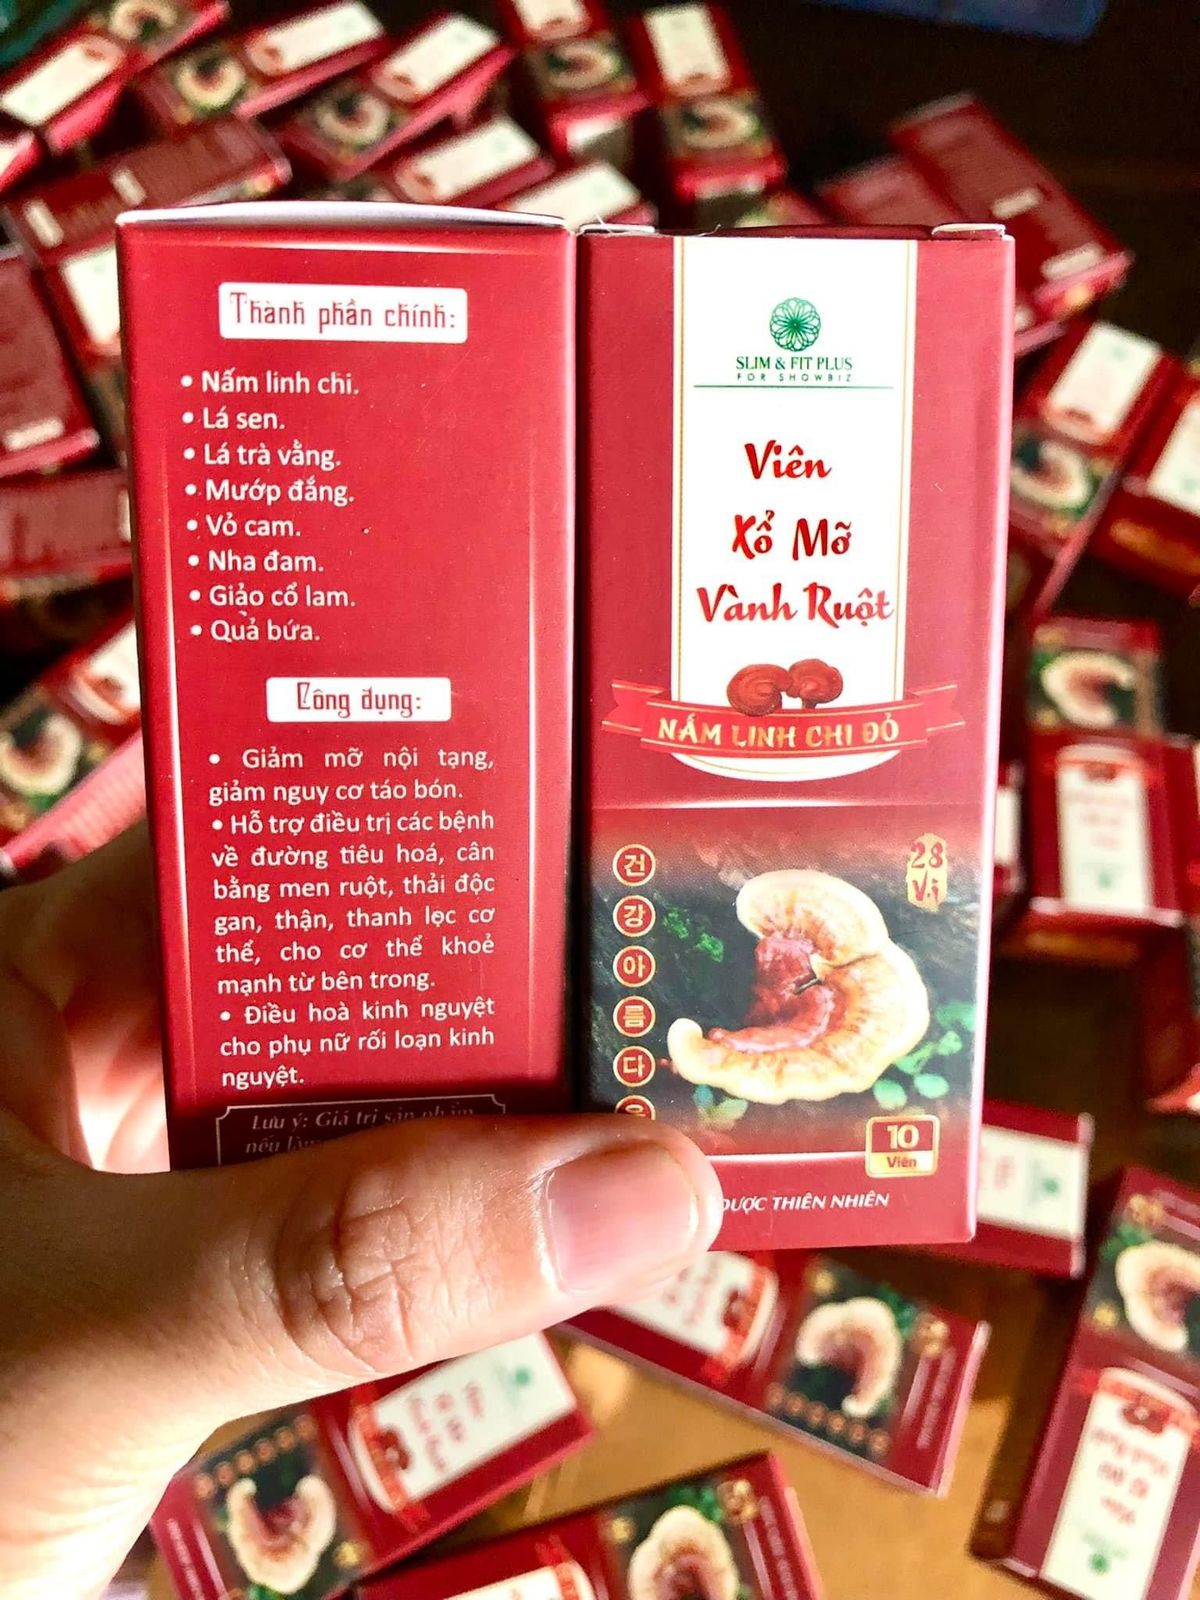 Thành phần chính:
• Nấm linh chi.
• Lá sen.
• Lá trà vằng.
• Mướp đắng.
• Vỏ cam.
• Nha đam.
• Giảo cổ lam.
• Quả bứa.
Công dụng:
• Giảm mỡ nội tạng,
giảm nguy cơ táo bón.
• Hỗ trợ điều trị các bệnh
về đường tiêu hoá, cân
bằng men ruột, thải độc
gan, thận, thanh lọc cơ
thể, cho cơ thể khoẻ
mạnh từ bên trong.
• Điều hoà kinh nguyệt
cho phụ nữ rối loạn kinh
nguyệt.
Lưu ý: Giá trị sản phẩm
nếu
SLIM & FIT PLUS
FOR SHOWBIZ
Viên
Xổ Mỡ
Vành Ruột
NẤM LINH CHI ĐỎ
28
Vị
건
강
아
름
다
10
Viên
DƯỢC THIÊN NHIÊN